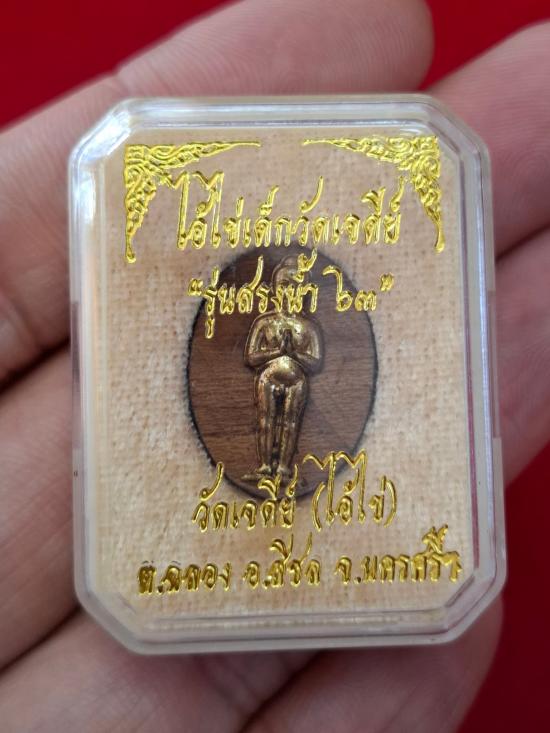 ไอ้ไข่เด็กวัดเจดีย์
"รุ่นสรงน้ำ ๖๓"
วัดเจดีย์ (ไอ้ไข่)
ต.ฉลอง อ.สิชล จ.นครศรีฯ